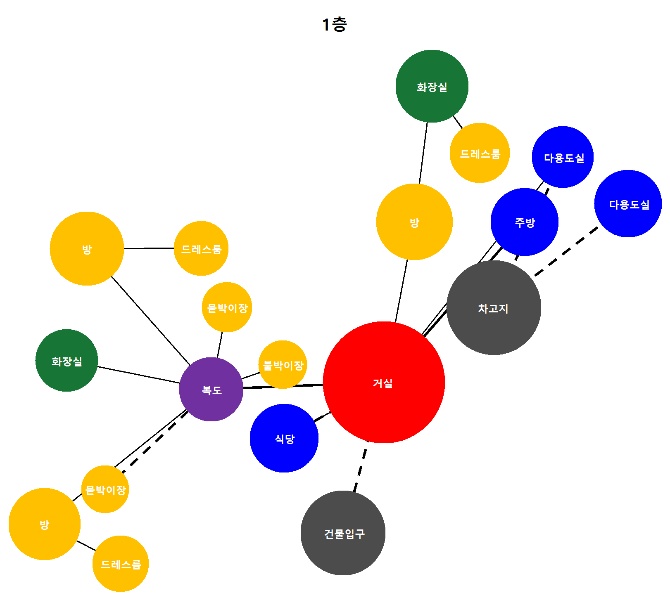 1층
화장실
드레스룸
다용도실
다용도실
방
주방
방
드레스룸
붙박이장
차고지
화장실
붙박이장
복도
거실
식당
붙박이장
방
건물입구
드레스룸